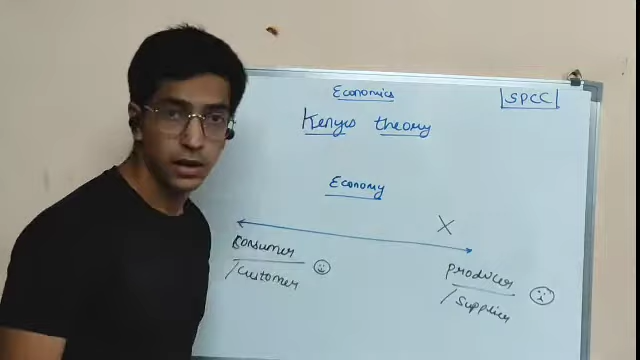 Economics
SPCC
Kenyes theory
Economy
X
Consumer
/customer
Producer
/supplier